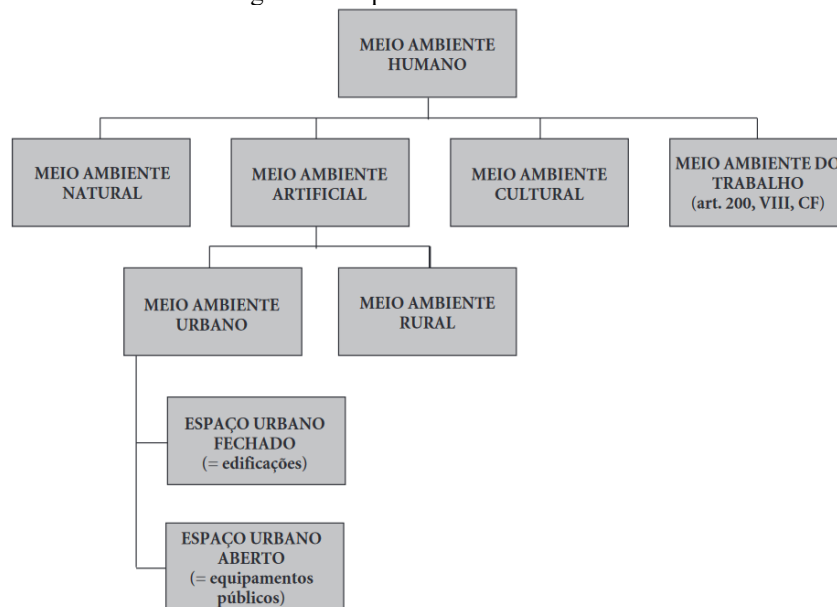 MEIO AMBIENTE
HUMANO
MEIO AMBIENTE
NATURAL
MEIO AMBIENTE
ARTIFICIAL
MEIO AMBIENTE
CULTURAL
MEIO AMBIENTE DO
TRABALHO
(art. 200, VIII, CF)
MEIO AMBIENTE
URBANO
MEIO AMBIENTE
RURAL
ESPAÇO URBANO
FECHADO
(= edificações)
ESPAÇO URBANO
ABERTO
(= equipamentos
públicos)